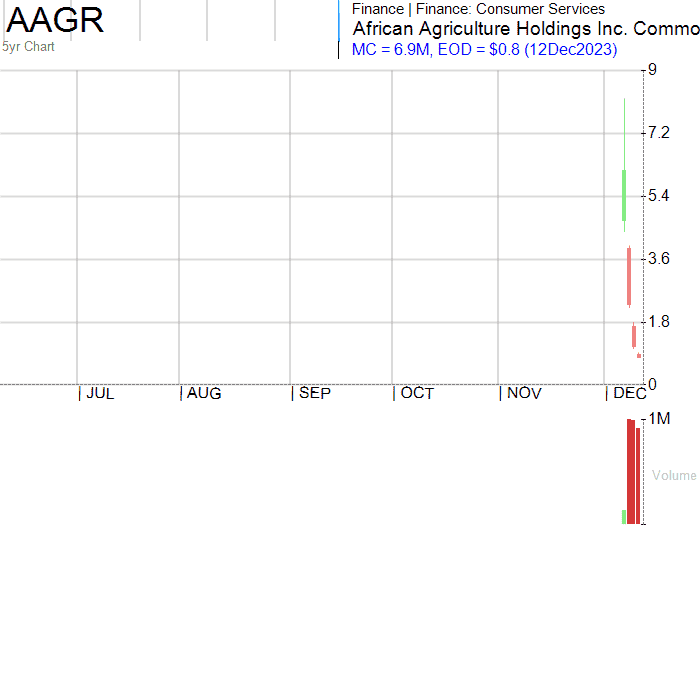 AAGR
5yr Chart
Finance | Finance: Consumer Services
African Agriculture Holdings Inc. Commo
MC = 6.9M, EOD = $0.8 (12Dec2023)
9
7.2
5.4
3.6
1.8
0
| JUL | AUG | SEP | OCT | NOV | DEC
1M
Volume